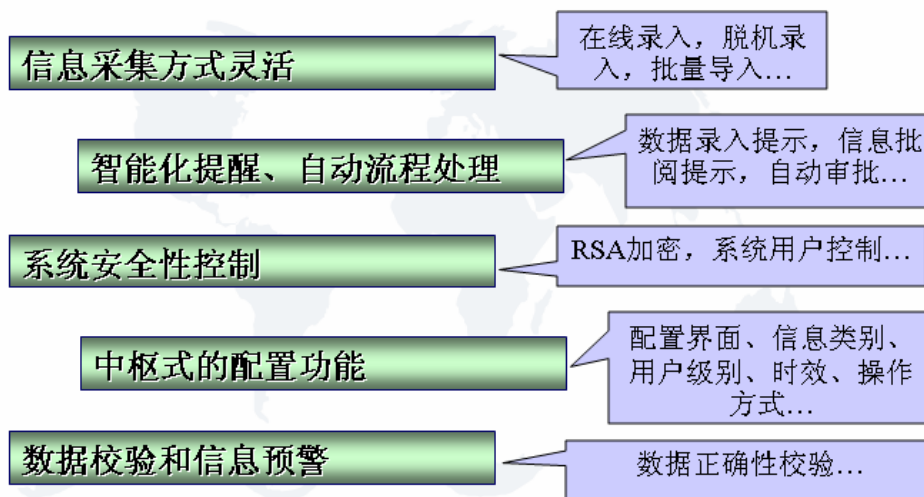 信息采集方式灵活
在线录入，脱机录
入，批量导入…
智能化提醒、自动流程处理
数据录入提示，信息批
阅提示，自动审批…
系统安全性控制
RSA加密，系统用户控制…
中枢式的配置功能
配置界面、信息类别、
用户级别、时效、操作
方式…
数据校验和信息预警
数据正确性校验…